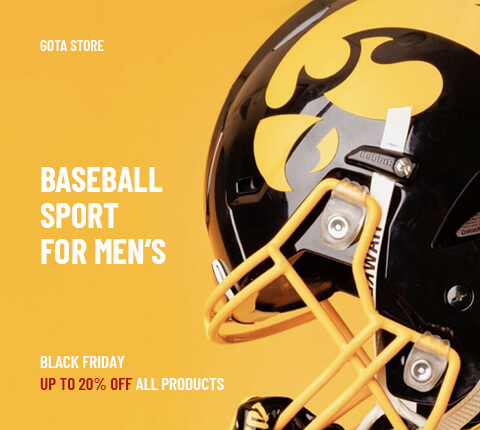 GOTA STORE
BASEBALL
SPORT
FOR MEN'S
BLACK FRIDAY
UP TO 20% OFF ALL PRODUCTS